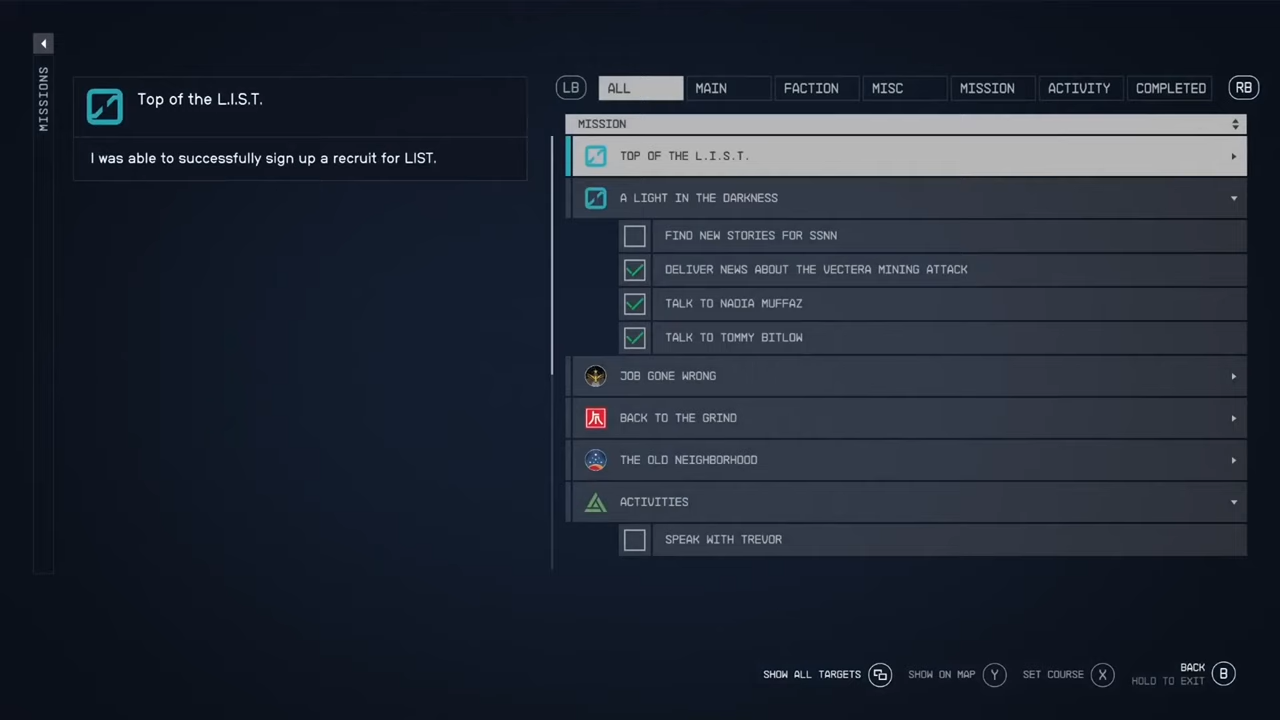 MISSIONS
Top of the L.I.S.T.
I was able to successfully sign up a recruit for LIST.
LB
ALL
MAIN
FACTION
MISC
MISSION
ACTIVITY
COMPLETED
RB
MISSION
TOP OF THE L.I.S.T.
A LIGHT IN THE DARKNESS
FIND NEW STORIES FOR SSNN
DELIVER NEWS ABOUT THE VECTERA MINING ATTACK
TALK TO NADIA MUFFAZ
TALK TO TOMMY BITLOW
JOB GONE WRONG
BACK TO THE GRIND
THE OLD NEIGHBORHOOD
ACTIVITIES
SPEAK WITH TREVOR
SHOW ALL TARGETS
SHOW ON MAP Y
SET COURSE X
BACK B
HOLD TO EXIT